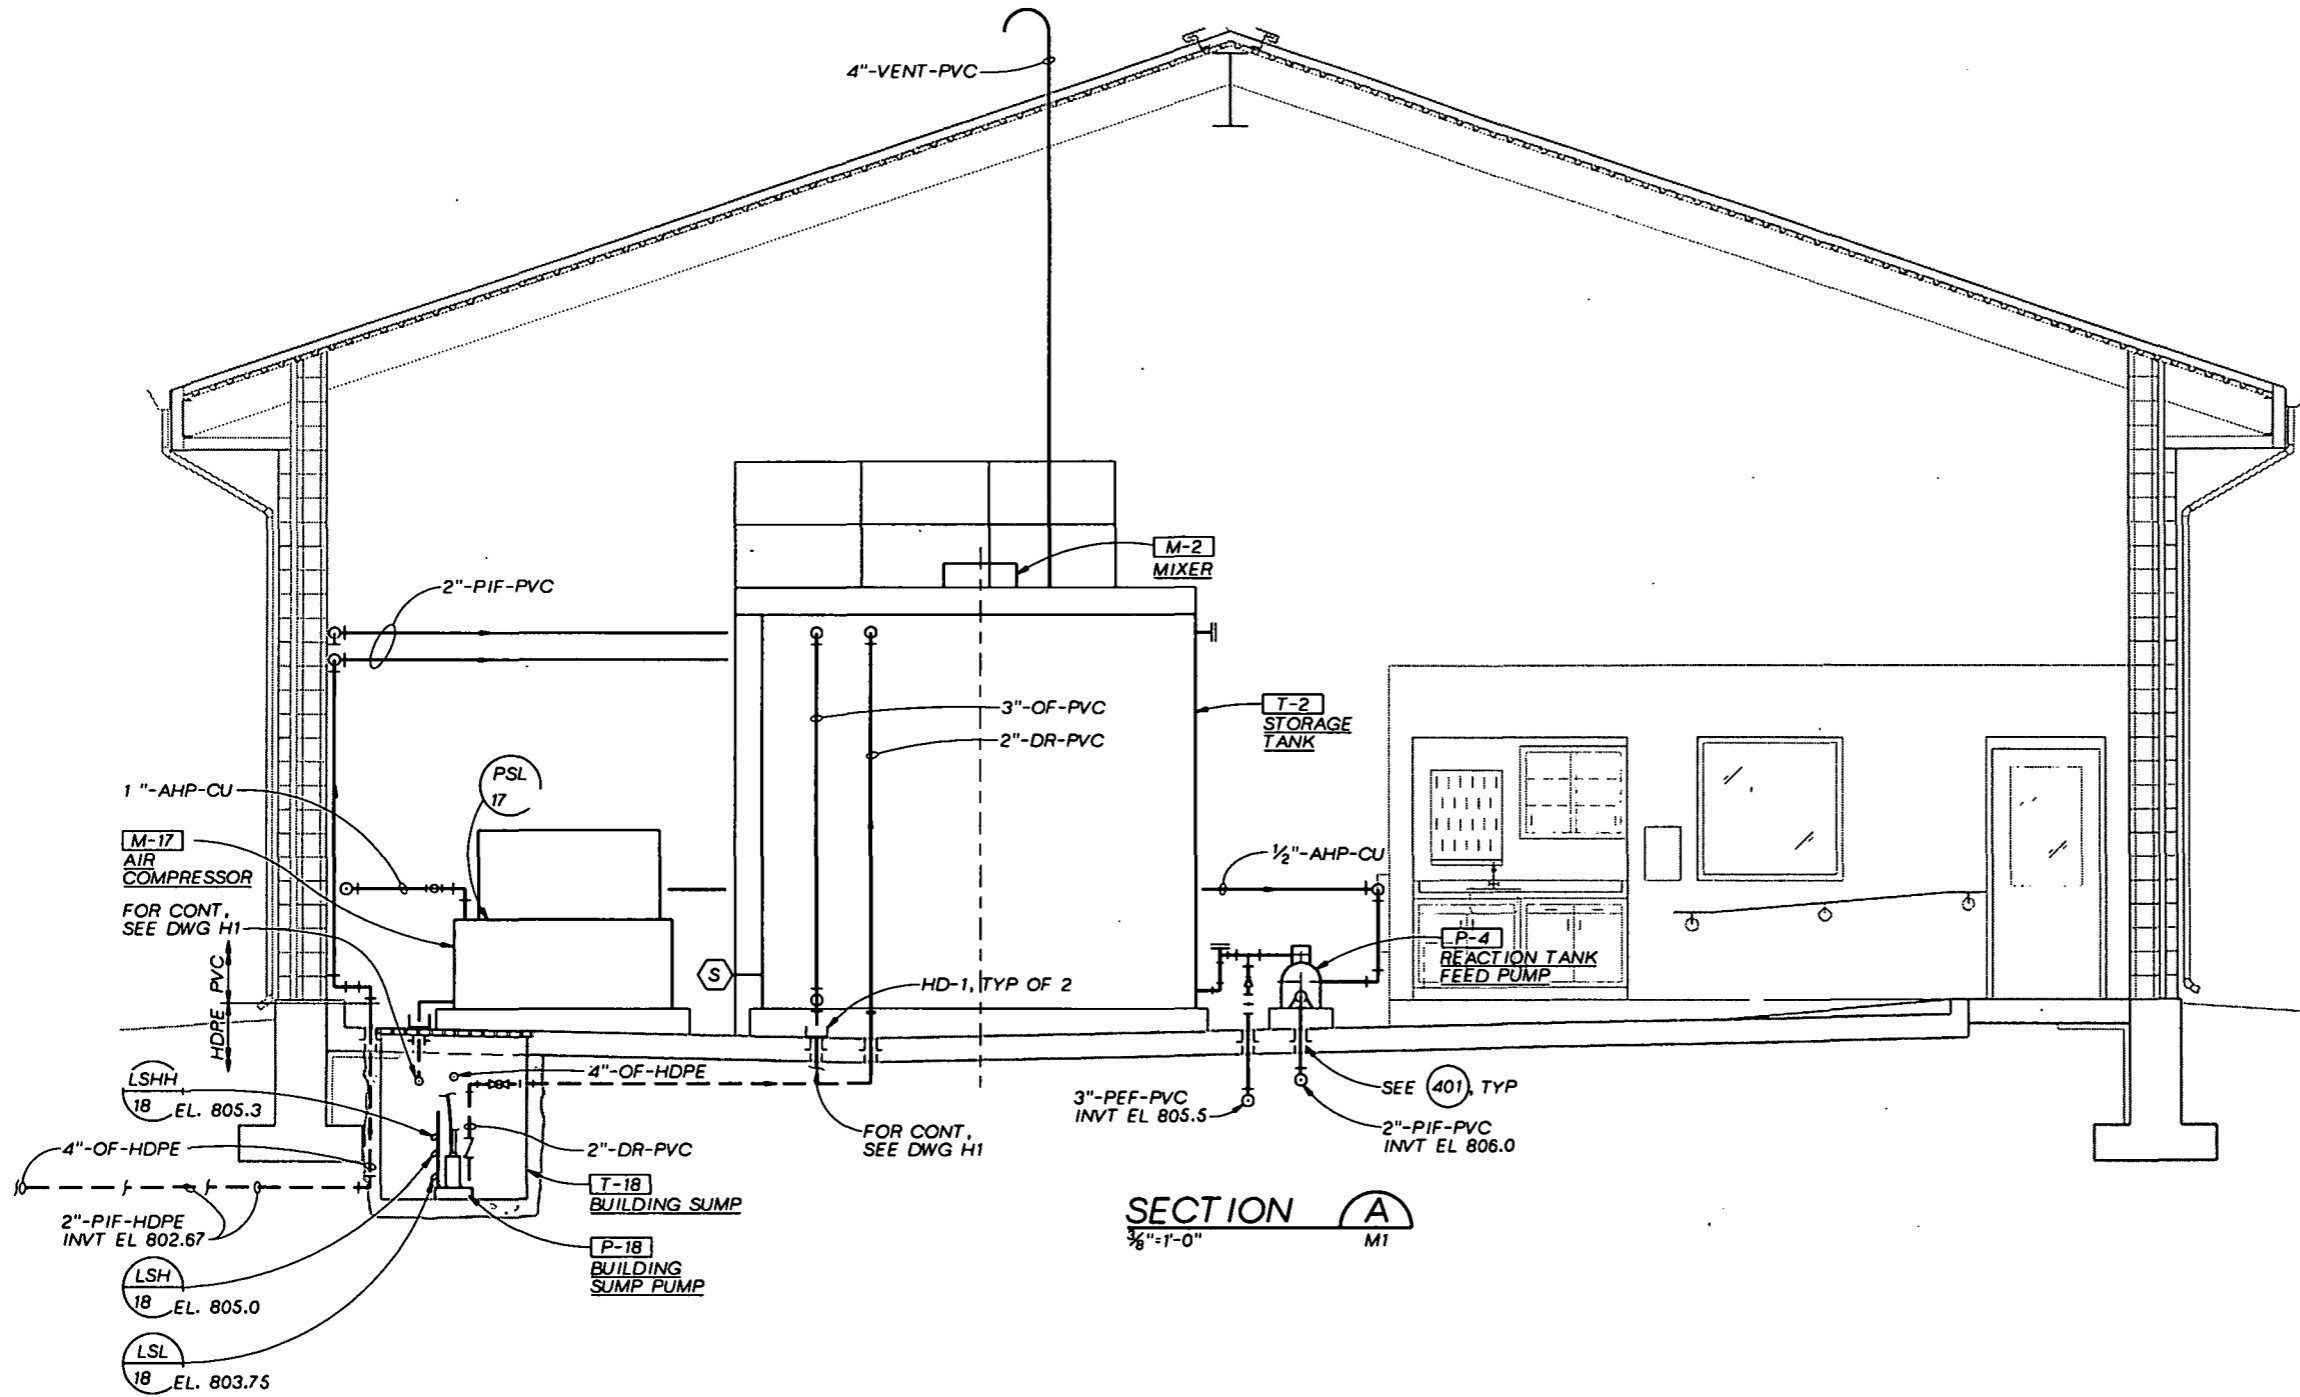 4"-VENT-PVC
M-2
MIXER
2"-PIF-PVC
3"-OF-PVC
2"-DR-PVC
T-2
STORAGE
TANK
PSL
17
1 "-AHP-CU
M-17
AIR
COMPRESSOR
FOR CONT,
SEE DWG H1
PVC
HDPE
S
HD-1, TYP OF 2
½"-AHP-CU
P-4
REACTION TANK
FEED PUMP
LSHH
18
EL. 805.3
4"-OF-HDPE
4"-OF-HDPE
2"-DR-PVC
FOR CONT,
SEE DWG H1
3"-PEF-PVC
INVT EL 805.5
SEE 401, TYP
2"-PIF-PVC
INVT EL 806.0
2"-PIF-HDPE
INVT EL 802.67
T-18
BUILDING SUMP
P-18
BUILDING
SUMP PUMP
LSH
18
EL. 805.0
LSL
18
EL. 803.75
SECTION A
⅜"=1'-0" M1